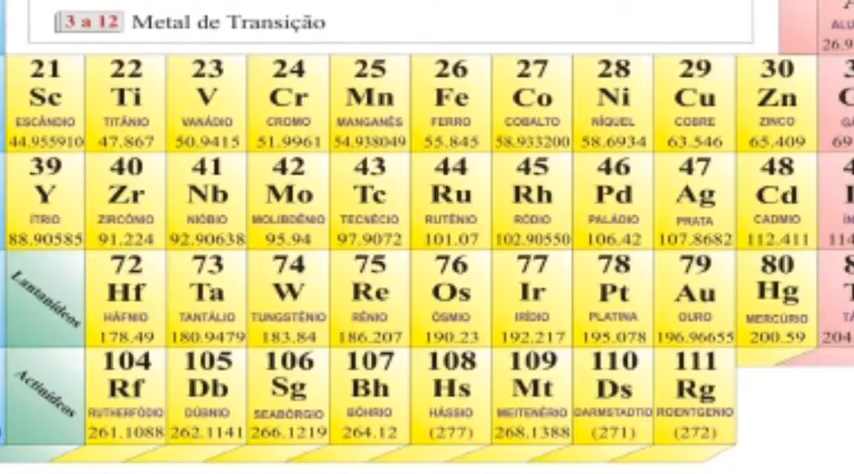 3 a 12 Metal de Transição
21 22 23 24 25 26 27 28 29 30
Sc Ti V Cr Mn Fe Co Ni Cu Zn
ESCÂNDIO TITÂNIO VANÁDIO CROMO MANGANÊS FERRO COBALTO NÍQUEL COBRE ZINCO
44.955910 47.867 50.9415 51.9961 54.938049 55.845 58.933200 58.6934 63.546 65.409
39 40 41 42 43 44 45 46 47 48
Y Zr Nb Mo Tc Ru Rh Pd Ag Cd
ÍTRIO ZIRCÔNIO NIÓBIO MOLIBDÊNIO TECNÉCIO RUTÊNIO RÓDIO PALÁDIO PRATA CADMIO
88.90585 91.224 92.90638 95.94 97.9072 101.07 102.90550 106.42 107.8682 112.411
Lantanídeos
72 73 74 75 76 77 78 79 80
Hf Ta W Re Os Ir Pt Au Hg
HÁFNIO TANTÁLIO TUNGSTÊNIO RÊNIO ÓSMIO IRÍDIO PLATINA OURO MERCÚRIO
178.49 180.9479 183.84 186.207 190.23 192.217 195.078 196.96655 200.59
Actinídeos
104 105 106 107 108 109 110 111
Rf Db Sg Bh Hs Mt Ds Rg
RUTHERFÓDIO DÚBNIO SEABÓRGIO BÓHRIO HÁSSIO MEITENÉRIO DARMSTADTIO ROENTGENIO
261.1088 262.1141 266.1219 264.12 (277) 268.1388 (271) (272)